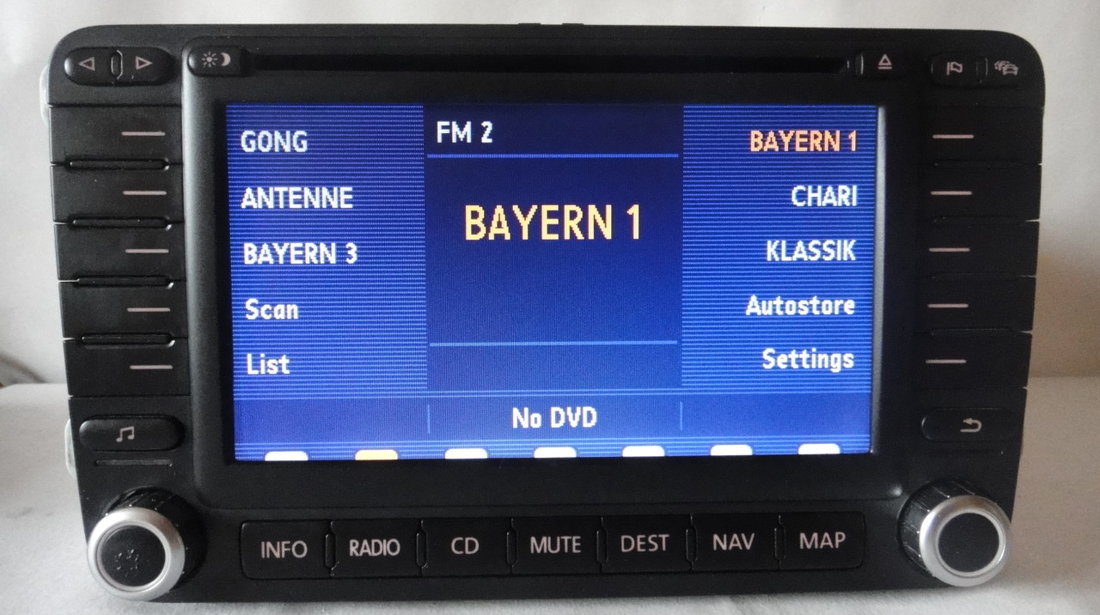 GONG
ANTENNE
BAYERN 3
Scan
List
FM 2
BAYERN 1
BAYERN 1
CHARI
KLASSIK
Autostore
Settings
No DVD
INFO RADIO CD MUTE DEST NAV MAP